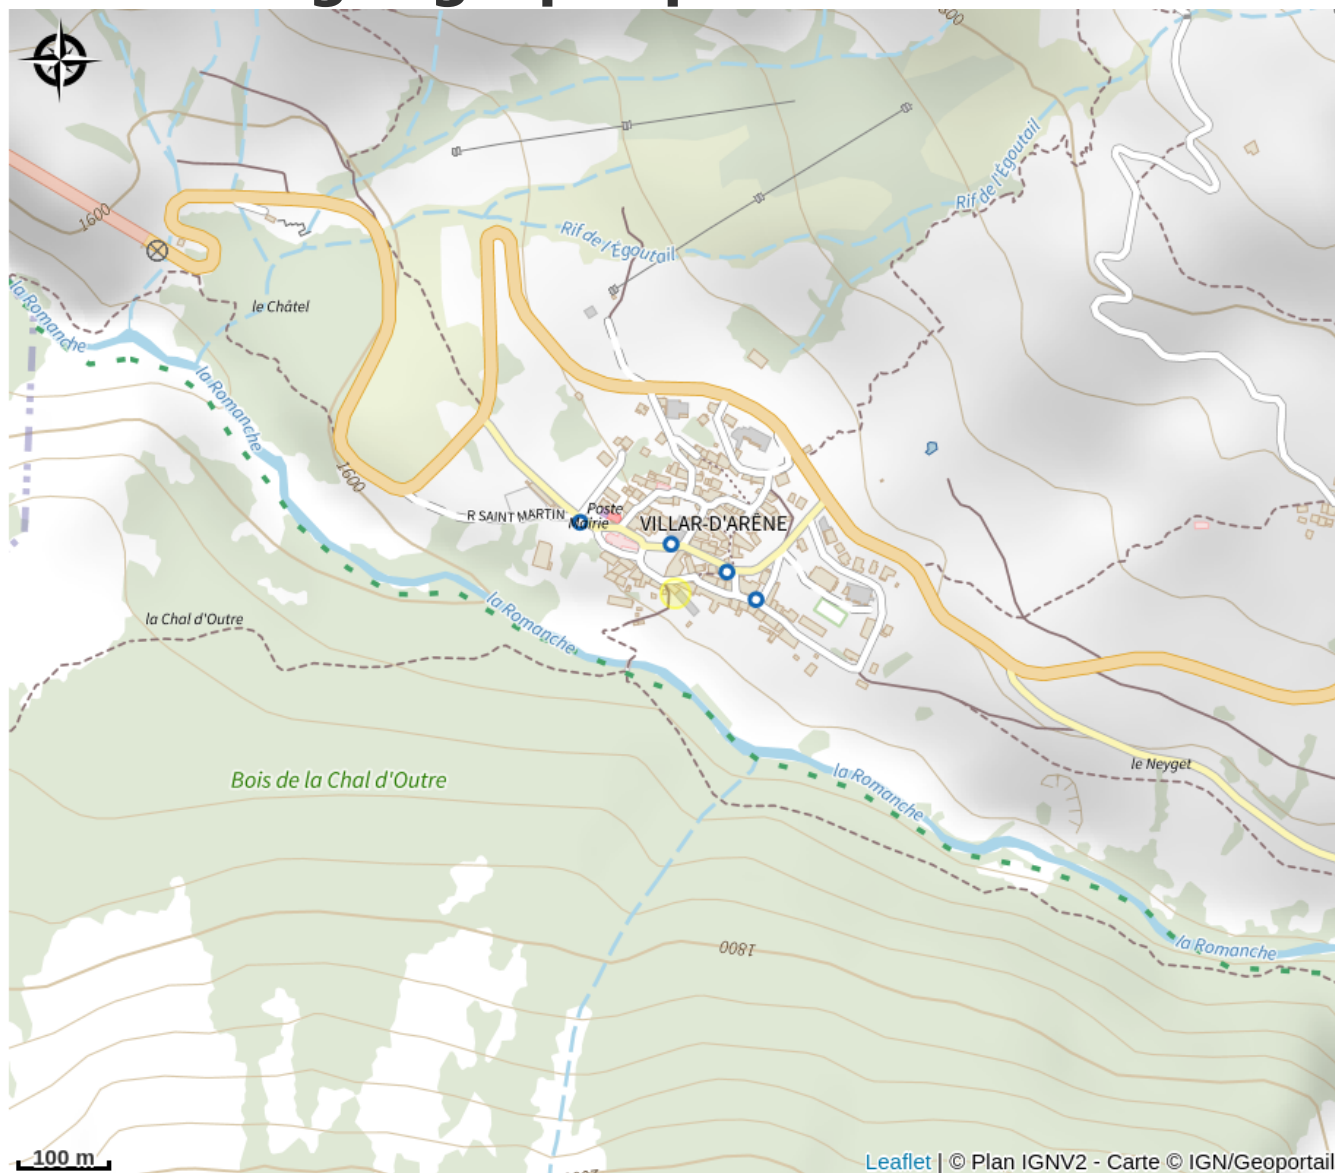 1600
Rif de l'Égoutail
Rif de l'Égoutail
le Châtel
la Romanche
la Romanche
1600
R SAINT MARTIN
Poste
Mairie
VILLAR-D'ARÊNE
la Chal d'Outre
la Romanche
Bois de la Chal d'Outre
la Romanche
le Neyget
1800
la Romanche
100 m
Leaflet | © Plan IGNV2 - Carte © IGN/Geoportail